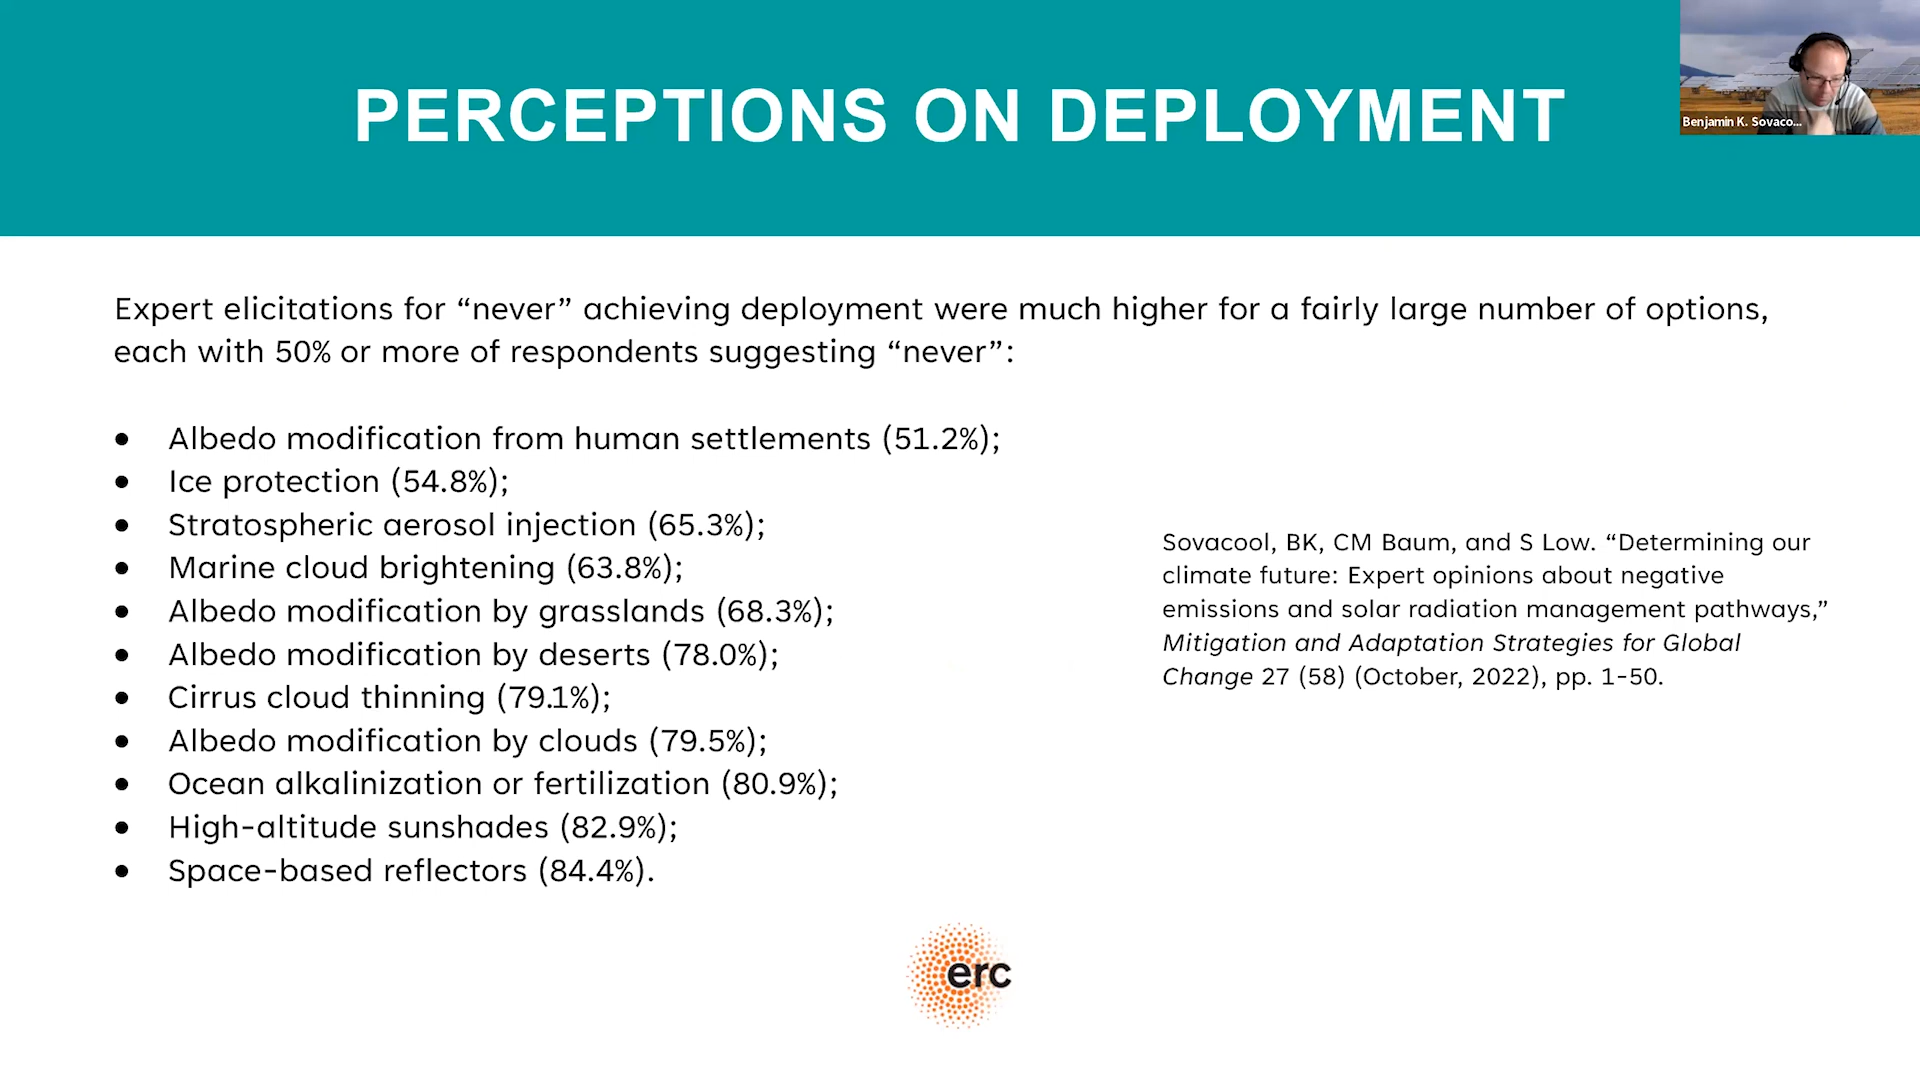 PERCEPTIONS ON DEPLOYMENT
Benjamin K. Sovaco...
Expert elicitations for “never” achieving deployment were much higher for a fairly large number of options,
each with 50% or more of respondents suggesting “never”:
• Albedo modification from human settlements (51.2%);
• Ice protection (54.8%);
• Stratospheric aerosol injection (65.3%);
• Marine cloud brightening (63.8%);
• Albedo modification by grasslands (68.3%);
• Albedo modification by deserts (78.0%);
• Cirrus cloud thinning (79.1%);
• Albedo modification by clouds (79.5%);
• Ocean alkalinization or fertilization (80.9%);
• High-altitude sunshades (82.9%);
• Space-based reflectors (84.4%).
Sovacool, BK, CM Baum, and S Low. “Determining our
climate future: Expert opinions about negative
emissions and solar radiation management pathways,”
Mitigation and Adaptation Strategies for Global
Change 27 (58) (October, 2022), pp. 1-50.
erc